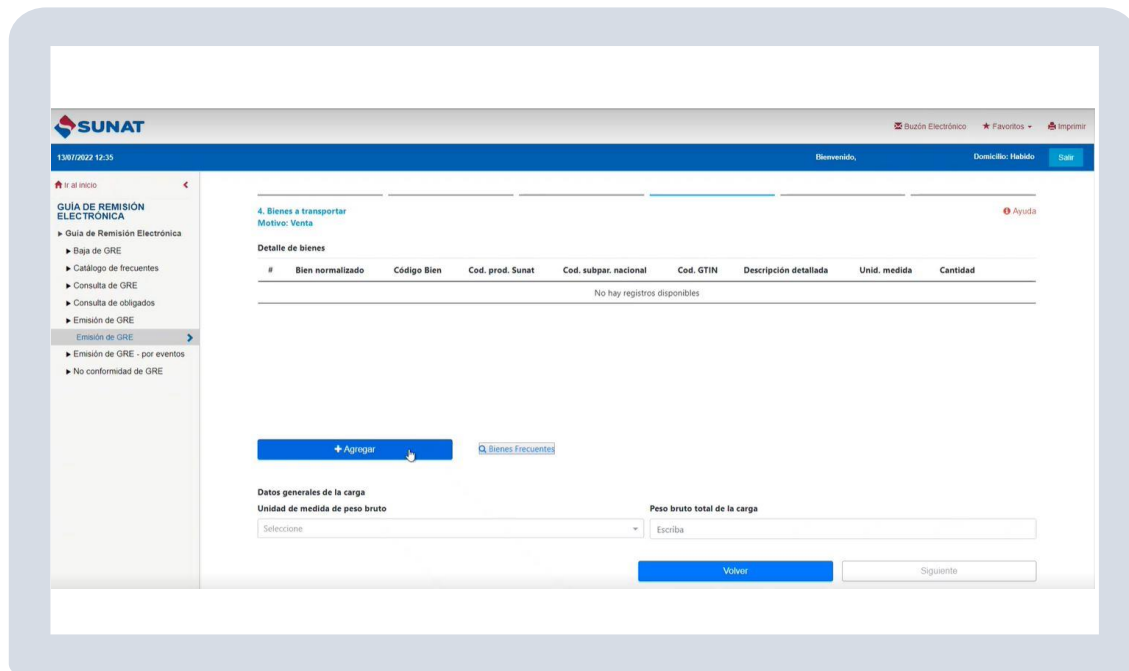 SUNAT
Buzón Electrónico Favoritos Imprimir
13/07/2022 12:35 Bienvenido, Domicilio: Habido Salir
Ir al inicio
GUÍA DE REMISIÓN
ELECTRÓNICA
Guía de Remisión Electrónica
Baja de GRE
Catálogo de frecuentes
Consulta de GRE
Consulta de obligados
Emisión de GRE
Emisión de GRE
Emisión de GRE - por eventos
No conformidad de GRE
4. Bienes a transportar
Motivo: Venta
Ayuda
Detalle de bienes
# Bien normalizado Código Bien Cod. prod. Sunat Cod. subpar. nacional Cod. GTIN Descripción detallada Unid. medida Cantidad
No hay registros disponibles
+ Agregar Bienes Frecuentes
Datos generales de la carga
Unidad de medida de peso bruto Peso bruto total de la carga
Seleccione Escriba
Volver Siguiente